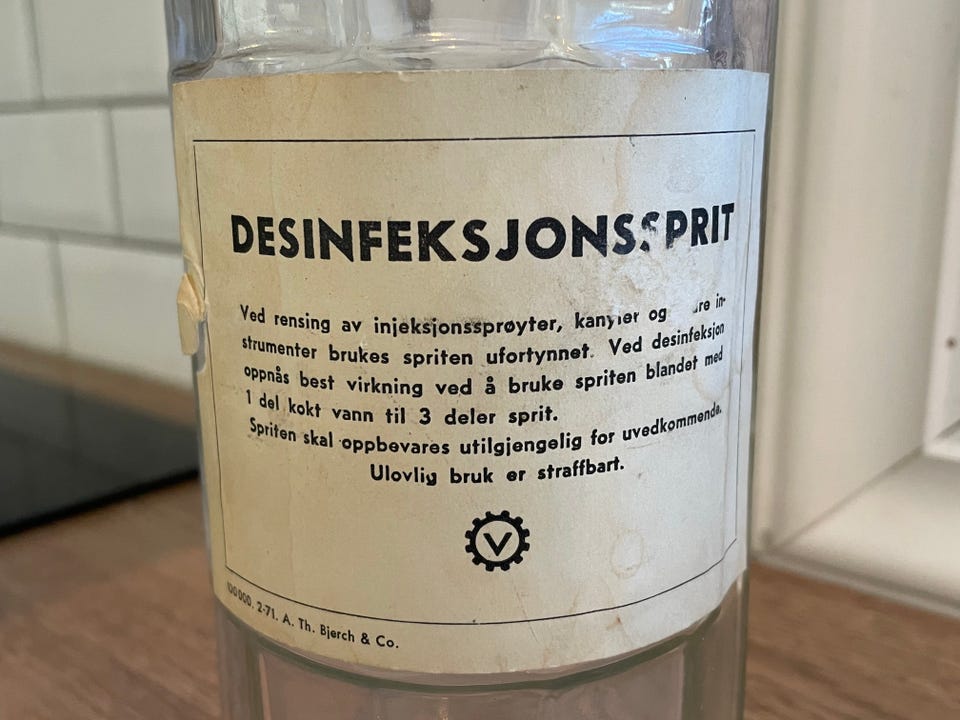 DESINFEKSJONSSPRIT
Ved rensing av injeksjonssprøyter, kanyler og in-
strumenter brukes spriten ufortynnet. Ved desinfeksjon
oppnås best virkning ved å bruke spriten blandet med
1 del kokt vann til 3 deler sprit.
Spriten skal oppbevares utilgjengelig for uvedkommende.
Ulovlig bruk er straffbart.
V
100000. 2-71. A. Th. Bjerch & Co.